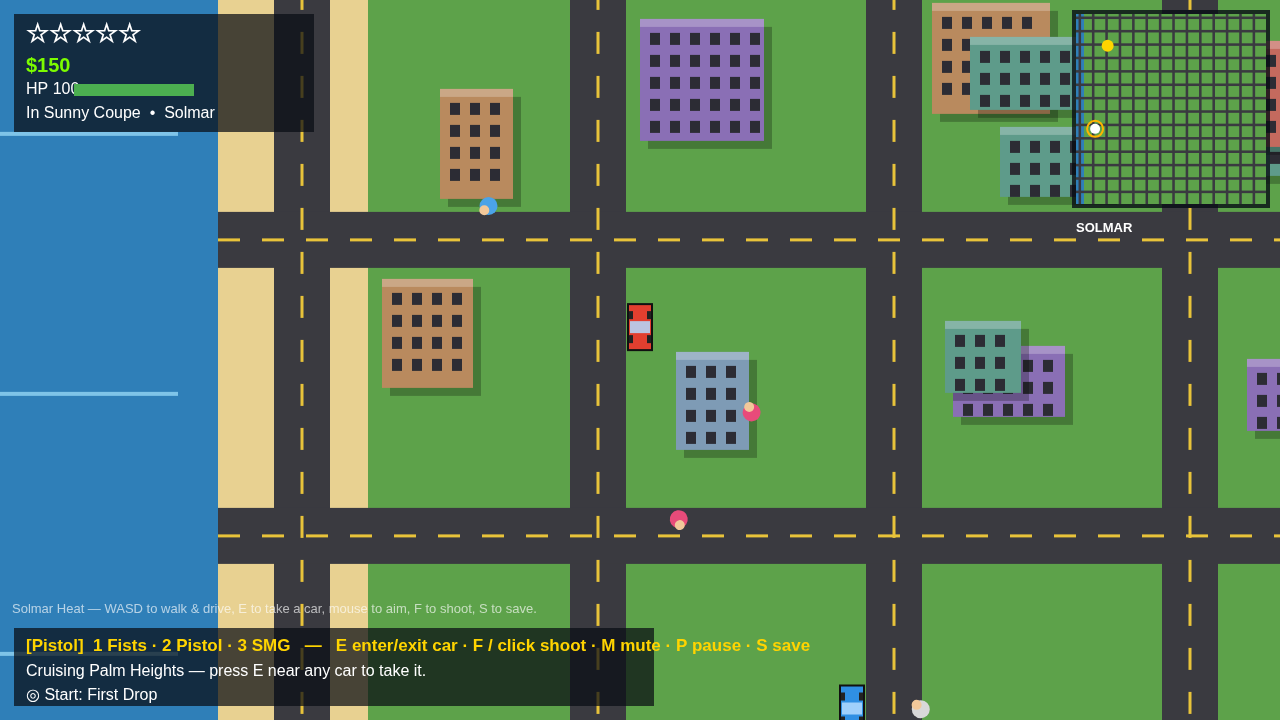 ☆☆☆☆☆
$150
HP 100
In Sunny Coupe • Solmar
SOLMAR
Solmar Heat — WASD to walk & drive, E to take a car, mouse to aim, F to shoot, S to save.
[Pistol] 1 Fists · 2 Pistol · 3 SMG — E enter/exit car · F / click shoot · M mute · P pause · S save
Cruising Palm Heights — press E near any car to take it.
◎ Start: First Drop